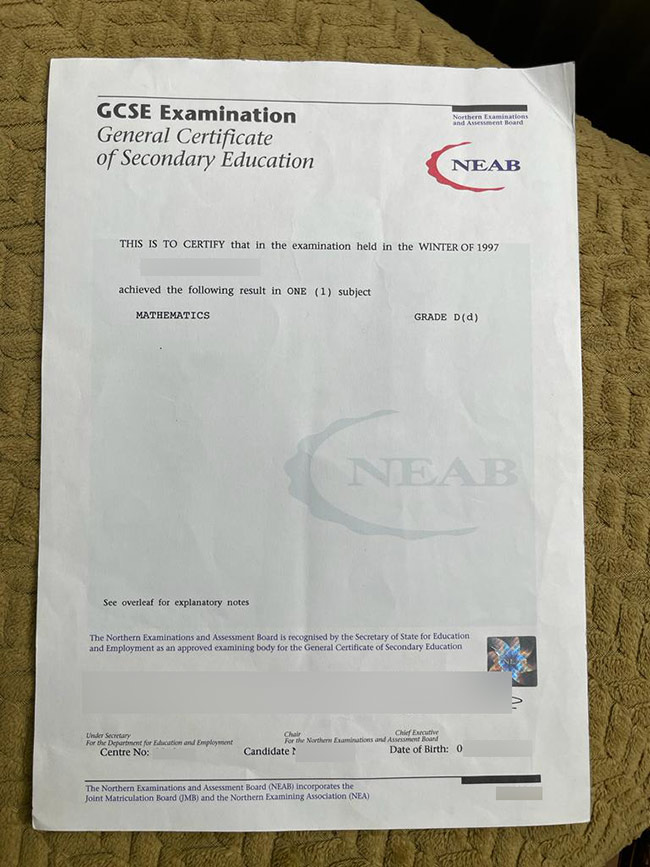 GCSE Examination
General Certificate
of Secondary Education
Northern Examinations
and Assessment Board
NEAB
THIS IS TO CERTIFY that in the examination held in the WINTER OF 1997
achieved the following result in ONE (1) subject
MATHEMATICS GRADE D(d)
NEAB
See overleaf for explanatory notes
The Northern Examinations and Assessment Board is recognised by the Secretary of State for Education
and Employment as an approved examining body for the General Certificate of Secondary Education
Under Secretary
For the Department for Education and Employment
Chair Chief Executive
For the Northern Examinations and Assessment Board
Centre No: Candidate Date of Birth: 0
The Northern Examinations and Assessment Board (NEAB) incorporates the
Joint Matriculation Board (JMB) and the Northern Examining Association (NEA)